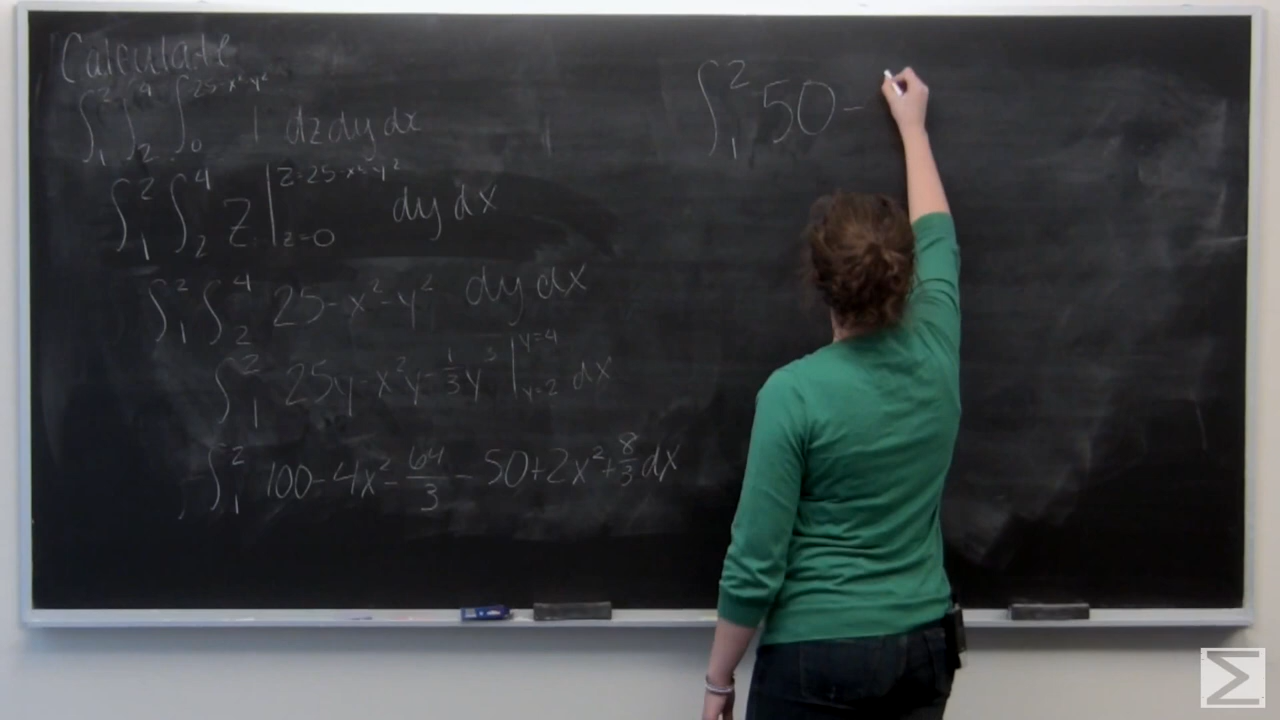 Calculate
∫₁² ∫₂⁴ ∫₀^(25-x²-y²) 1 dz dy dx
∫₁² ∫₂⁴ z |_(z=0)^(z=25-x²-y²) dy dx
∫₁² ∫₂⁴ 25-x²-y² dy dx
∫₁² 25y-x²y-⅓y³ |_(y=2)^(y=4) dx
∫₁² 100-4x²-64/3-50+2x²+8/3 dx
∫₁² 50-
Σ